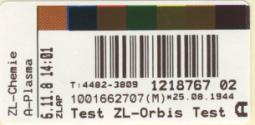 ZL-Chemie
A-Plasma
6.11.8 14:01
ZLAP
T:4482-3809 1218767 02
1001662707(M)*25.08.1944
Test ZL-Orbis Test
A